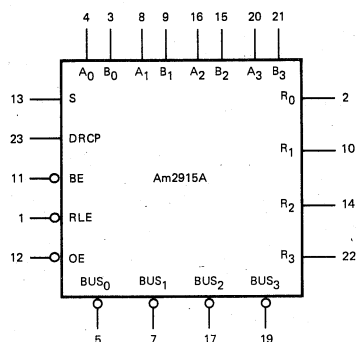 4 3 8 9 16 15 20 21
A0 B0 A1 B1 A2 B2 A3 B3
13 S R0 2
23 DRCP
R1 10
11 BE Am2915A
1 RLE R2 14
12 OE R3 22
BUS0 BUS1 BUS2 BUS3
5 7 17 19